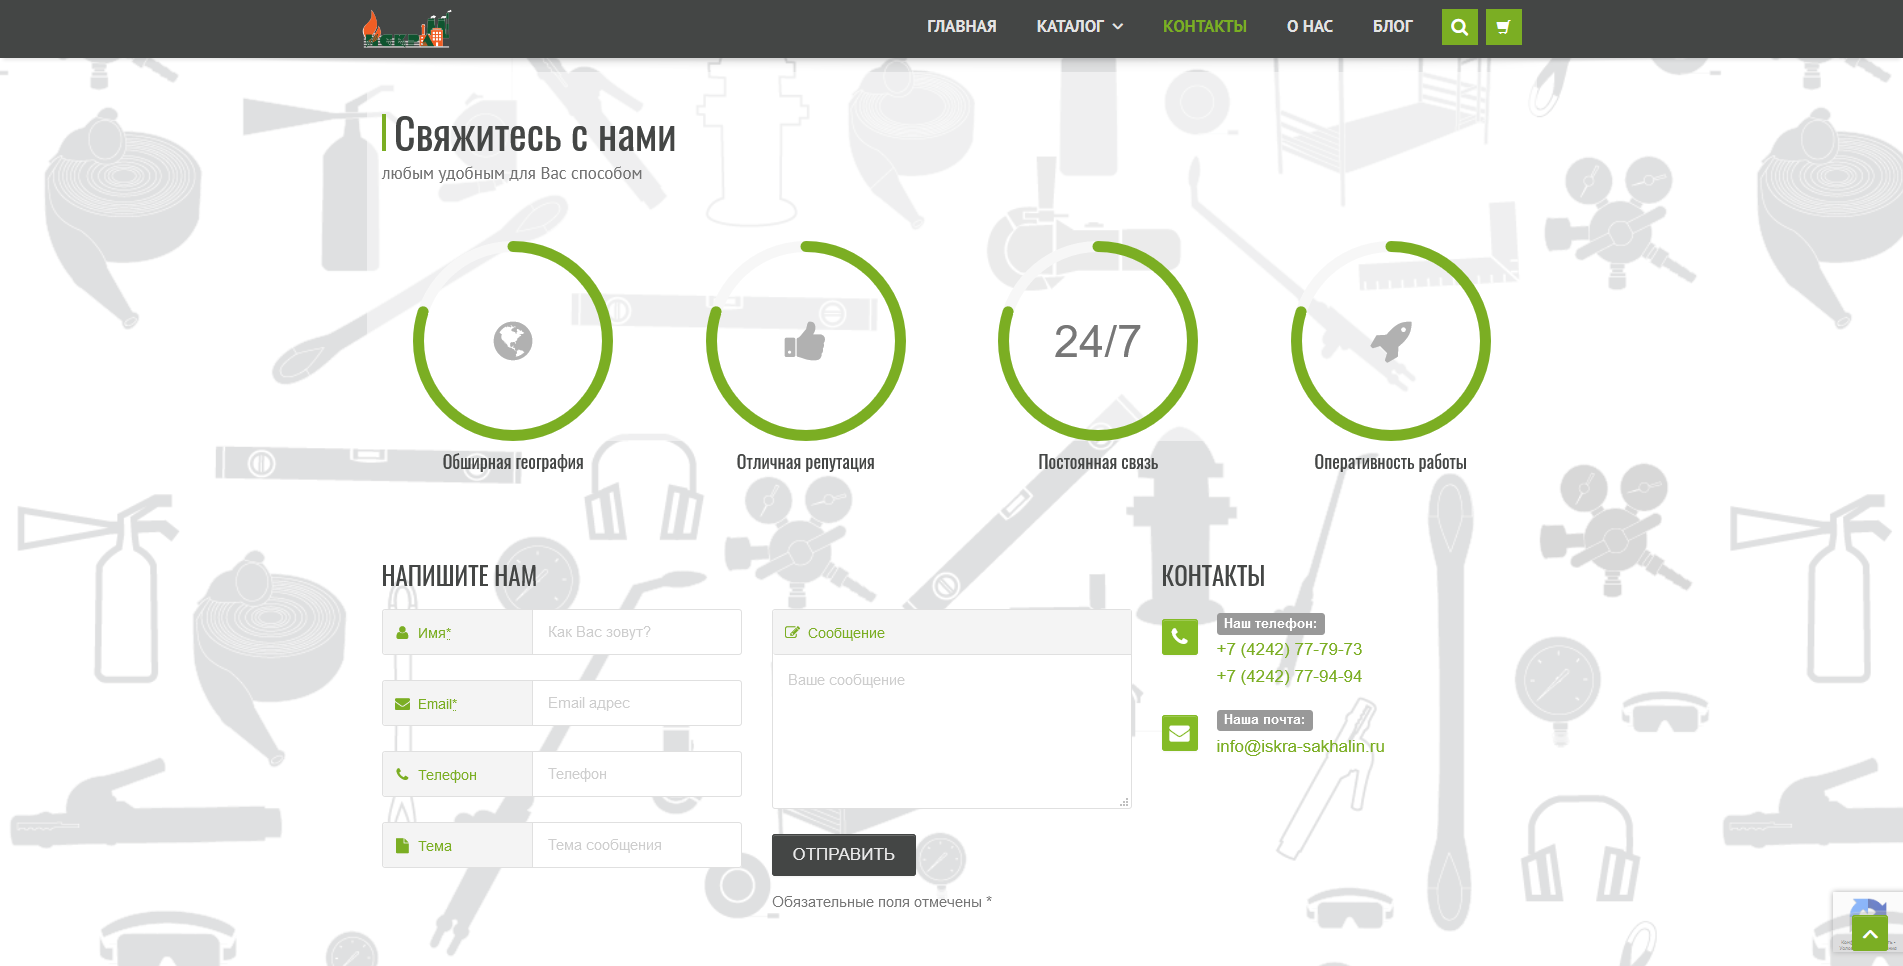 ГЛАВНАЯ КАТАЛОГ КОНТАКТЫ О НАС БЛОГ
Свяжитесь с нами
любым удобным для Вас способом
24/7
Обширная география Отличная репутация Постоянная связь Оперативность работы
НАПИШИТЕ НАМ
Имя* Как Вас зовут?
Email* Email адрес
Телефон Телефон
Тема Тема сообщения
Сообщение
Ваше сообщение
ОТПРАВИТЬ
Обязательные поля отмечены *
КОНТАКТЫ
Наш телефон:
+7 (4242) 77-79-73
+7 (4242) 77-94-94
Наша почта:
info@iskra-sakhalin.ru